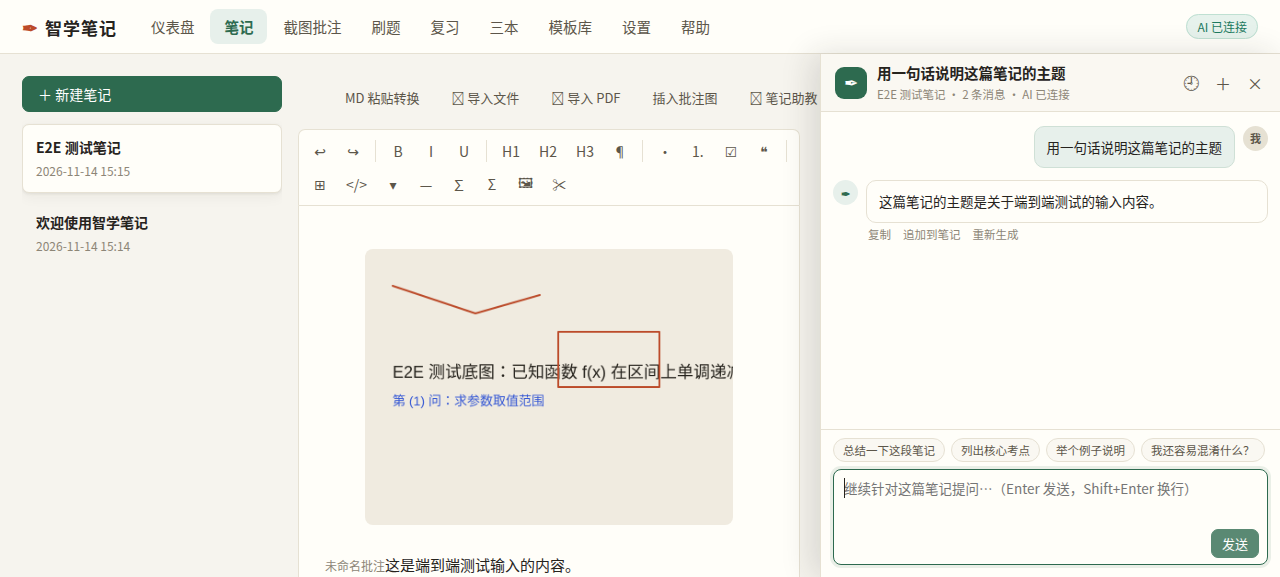 智学笔记
仪表盘 笔记 截图批注 刷题 复习 三本 模板库 设置 帮助
AI 已连接
＋ 新建笔记
E2E 测试笔记
2026-11-14 15:15
欢迎使用智学笔记
2026-11-14 15:14
MD 粘贴转换 导入文件 导入 PDF 插入批注图 笔记助教
B I U H1 H2 H3 ¶ • 1. ☑ ❝
</> ▾ — ∑ Σ
E2E 测试底图：已知函数 f(x) 在区间上单调递
第 (1) 问：求参数取值范围
未命名批注这是端到端测试输入的内容。
用一句话说明这篇笔记的主题
E2E 测试笔记 · 2 条消息 · AI 已连接
用一句话说明这篇笔记的主题
我
这篇笔记的主题是关于端到端测试的输入内容。
复制 追加到笔记 重新生成
总结一下这段笔记 列出核心考点 举个例子说明 我还容易混淆什么？
继续针对这篇笔记提问…（Enter 发送，Shift+Enter 换行）
发送